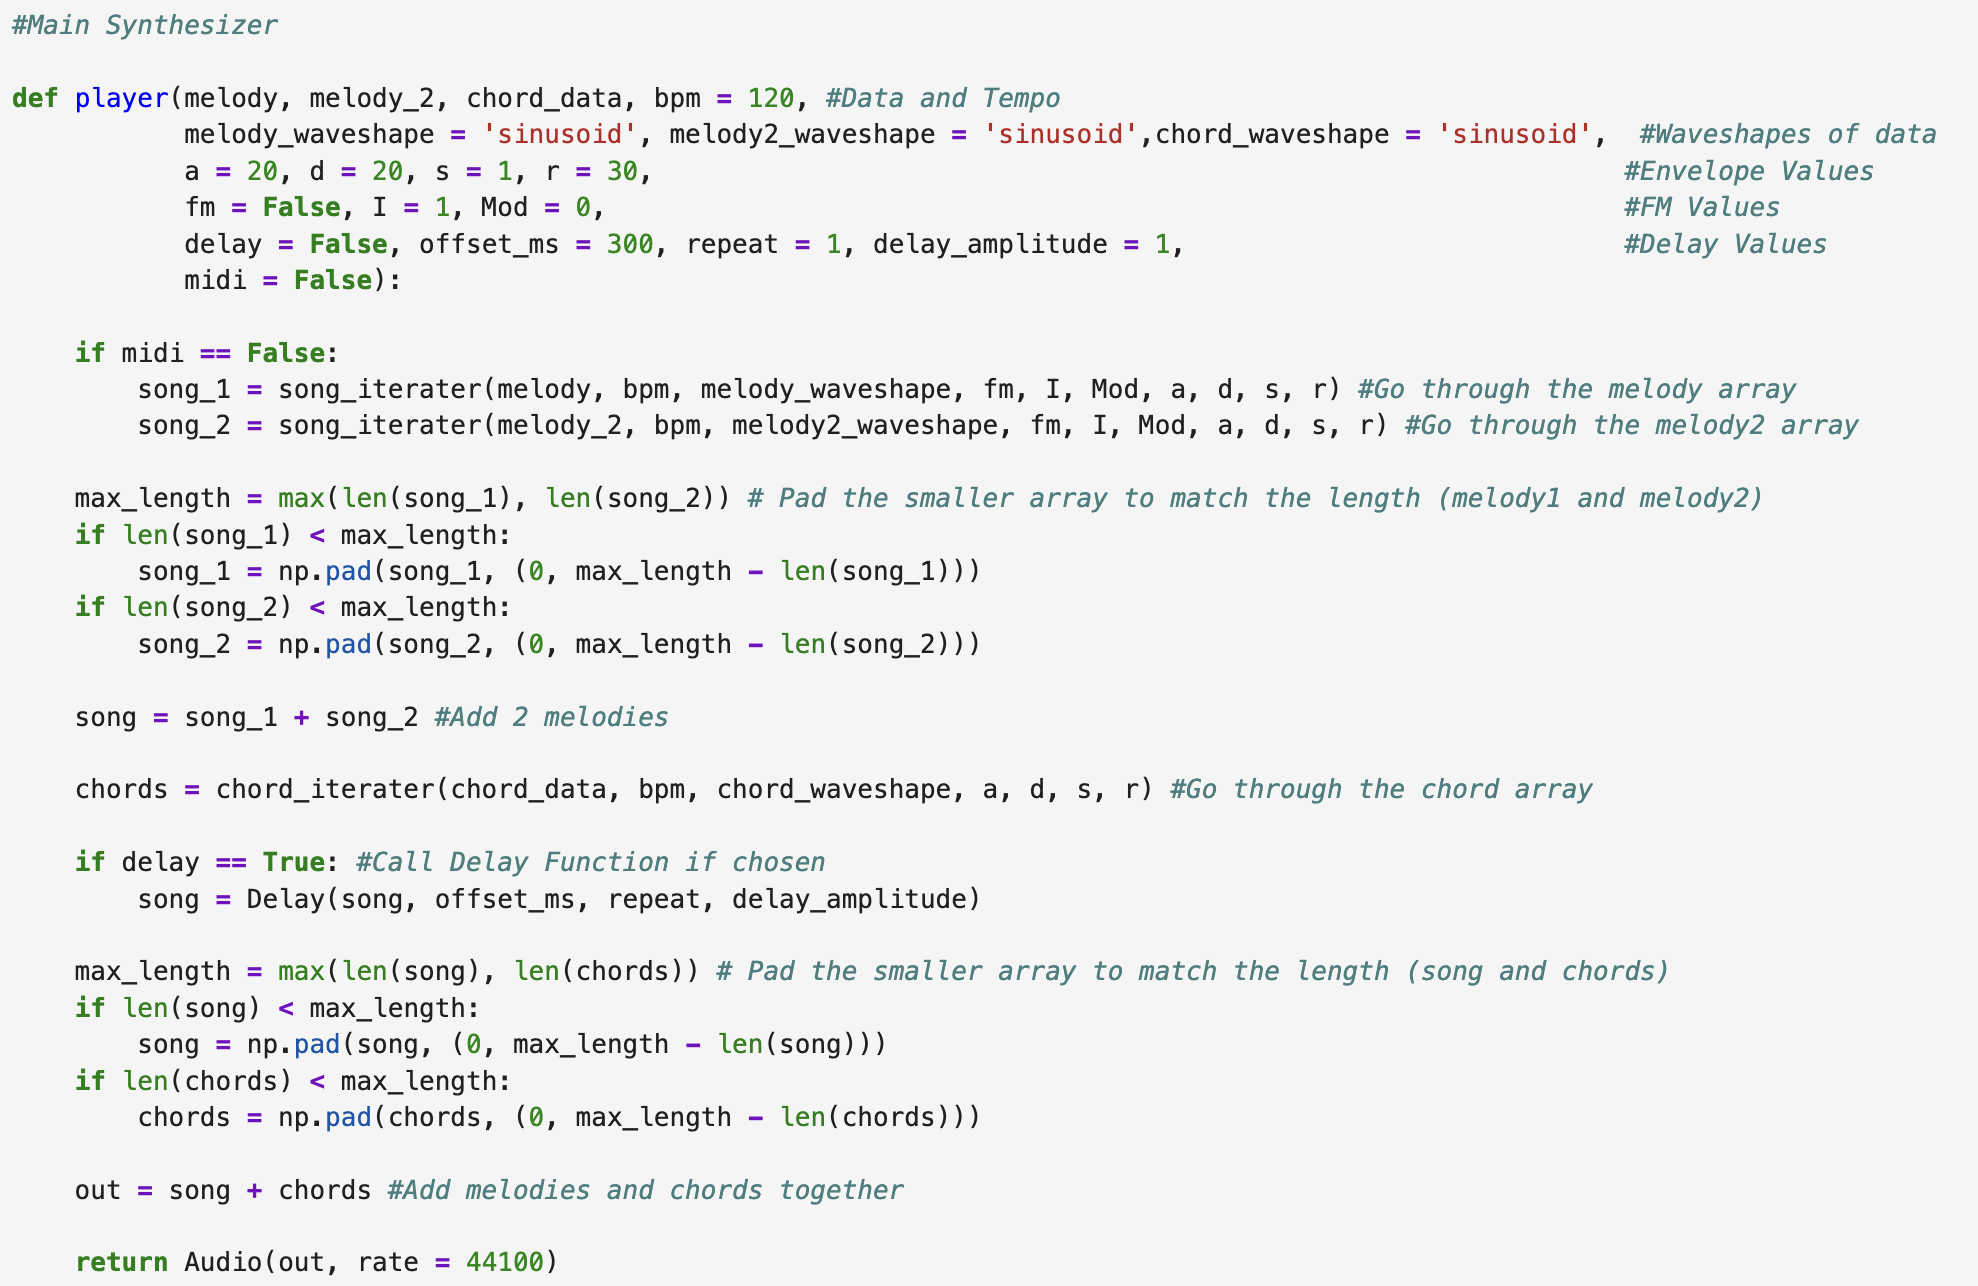 #Main Synthesizer
def player(melody, melody_2, chord_data, bpm = 120, #Data and Tempo
melody_waveshape = 'sinusoid', melody2_waveshape = 'sinusoid',chord_waveshape = 'sinusoid',  #Waveshapes of data
a = 20, d = 20, s = 1, r = 30, #Envelope Values
fm = False, I = 1, Mod = 0, #FM Values
delay = False, offset_ms = 300, repeat = 1, delay_amplitude = 1, #Delay Values
midi = False):
if midi == False:
song_1 = song_iterater(melody, bpm, melody_waveshape, fm, I, Mod, a, d, s, r) #Go through the melody array
song_2 = song_iterater(melody_2, bpm, melody2_waveshape, fm, I, Mod, a, d, s, r) #Go through the melody2 array
max_length = max(len(song_1), len(song_2)) # Pad the smaller array to match the length (melody1 and melody2)
if len(song_1) < max_length:
song_1 = np.pad(song_1, (0, max_length - len(song_1)))
if len(song_2) < max_length:
song_2 = np.pad(song_2, (0, max_length - len(song_2)))
song = song_1 + song_2 #Add 2 melodies
chords = chord_iterater(chord_data, bpm, chord_waveshape, a, d, s, r) #Go through the chord array
if delay == True: #Call Delay Function if chosen
song = Delay(song, offset_ms, repeat, delay_amplitude)
max_length = max(len(song), len(chords)) # Pad the smaller array to match the length (song and chords)
if len(song) < max_length:
song = np.pad(song, (0, max_length - len(song)))
if len(chords) < max_length:
chords = np.pad(chords, (0, max_length - len(chords)))
out = song + chords #Add melodies and chords together
return Audio(out, rate = 44100)